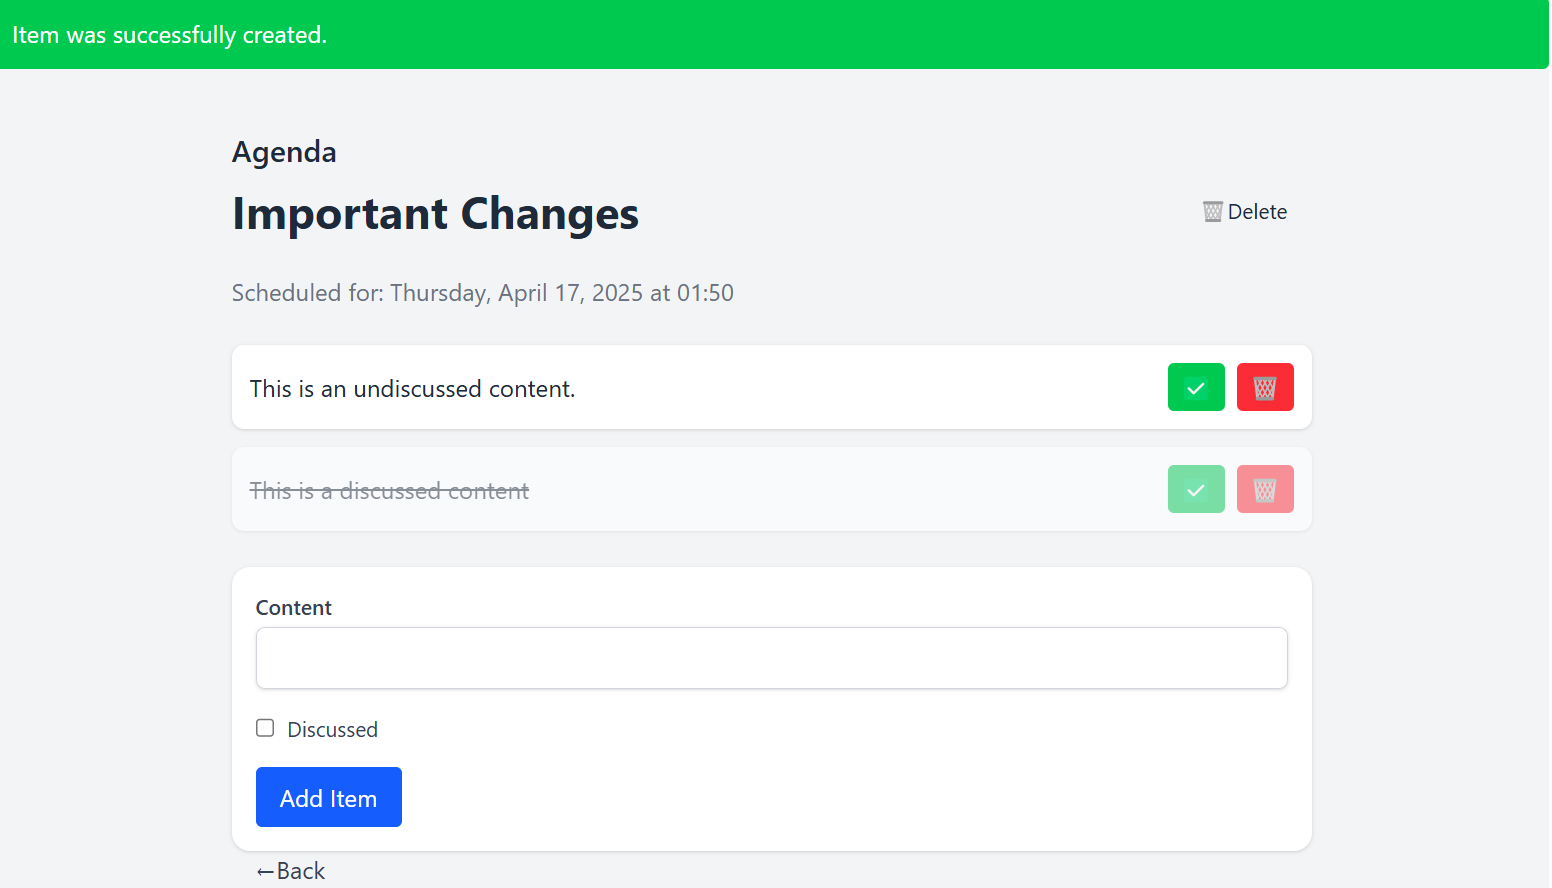 Item was successfully created.
Agenda
Important Changes
Delete
Scheduled for: Thursday, April 17, 2025 at 01:50
This is an undiscussed content.
This is a discussed content
Content
Discussed
Add Item
←Back